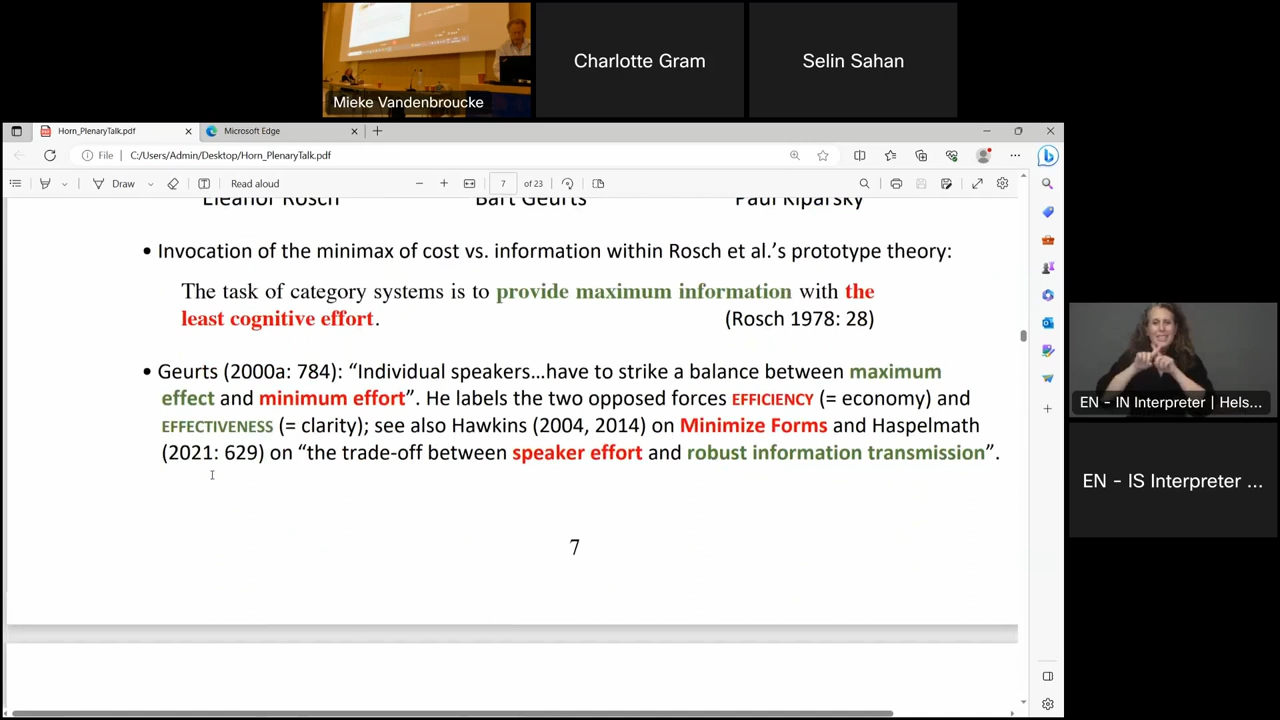 Mieke Vandenbroucke
Charlotte Gram
Selin Sahan
Horn_PlenaryTalk.pdf
Microsoft Edge
File
C:/Users/Admin/Desktop/Horn_PlenaryTalk.pdf
Draw
Read aloud
7
of 23
Eleanor Rosch
Bart Geurts
Paul Kiparsky
• Invocation of the minimax of cost vs. information within Rosch et al.’s prototype theory:
The task of category systems is to provide maximum information with the
least cognitive effort. (Rosch 1978: 28)
• Geurts (2000a: 784): “Individual speakers…have to strike a balance between maximum
effect and minimum effort”. He labels the two opposed forces EFFICIENCY (= economy) and
EFFECTIVENESS (= clarity); see also Hawkins (2004, 2014) on Minimize Forms and Haspelmath
(2021: 629) on “the trade-off between speaker effort and robust information transmission”.
7
EN - IN Interpreter | Hels...
EN - IS Interpreter ...